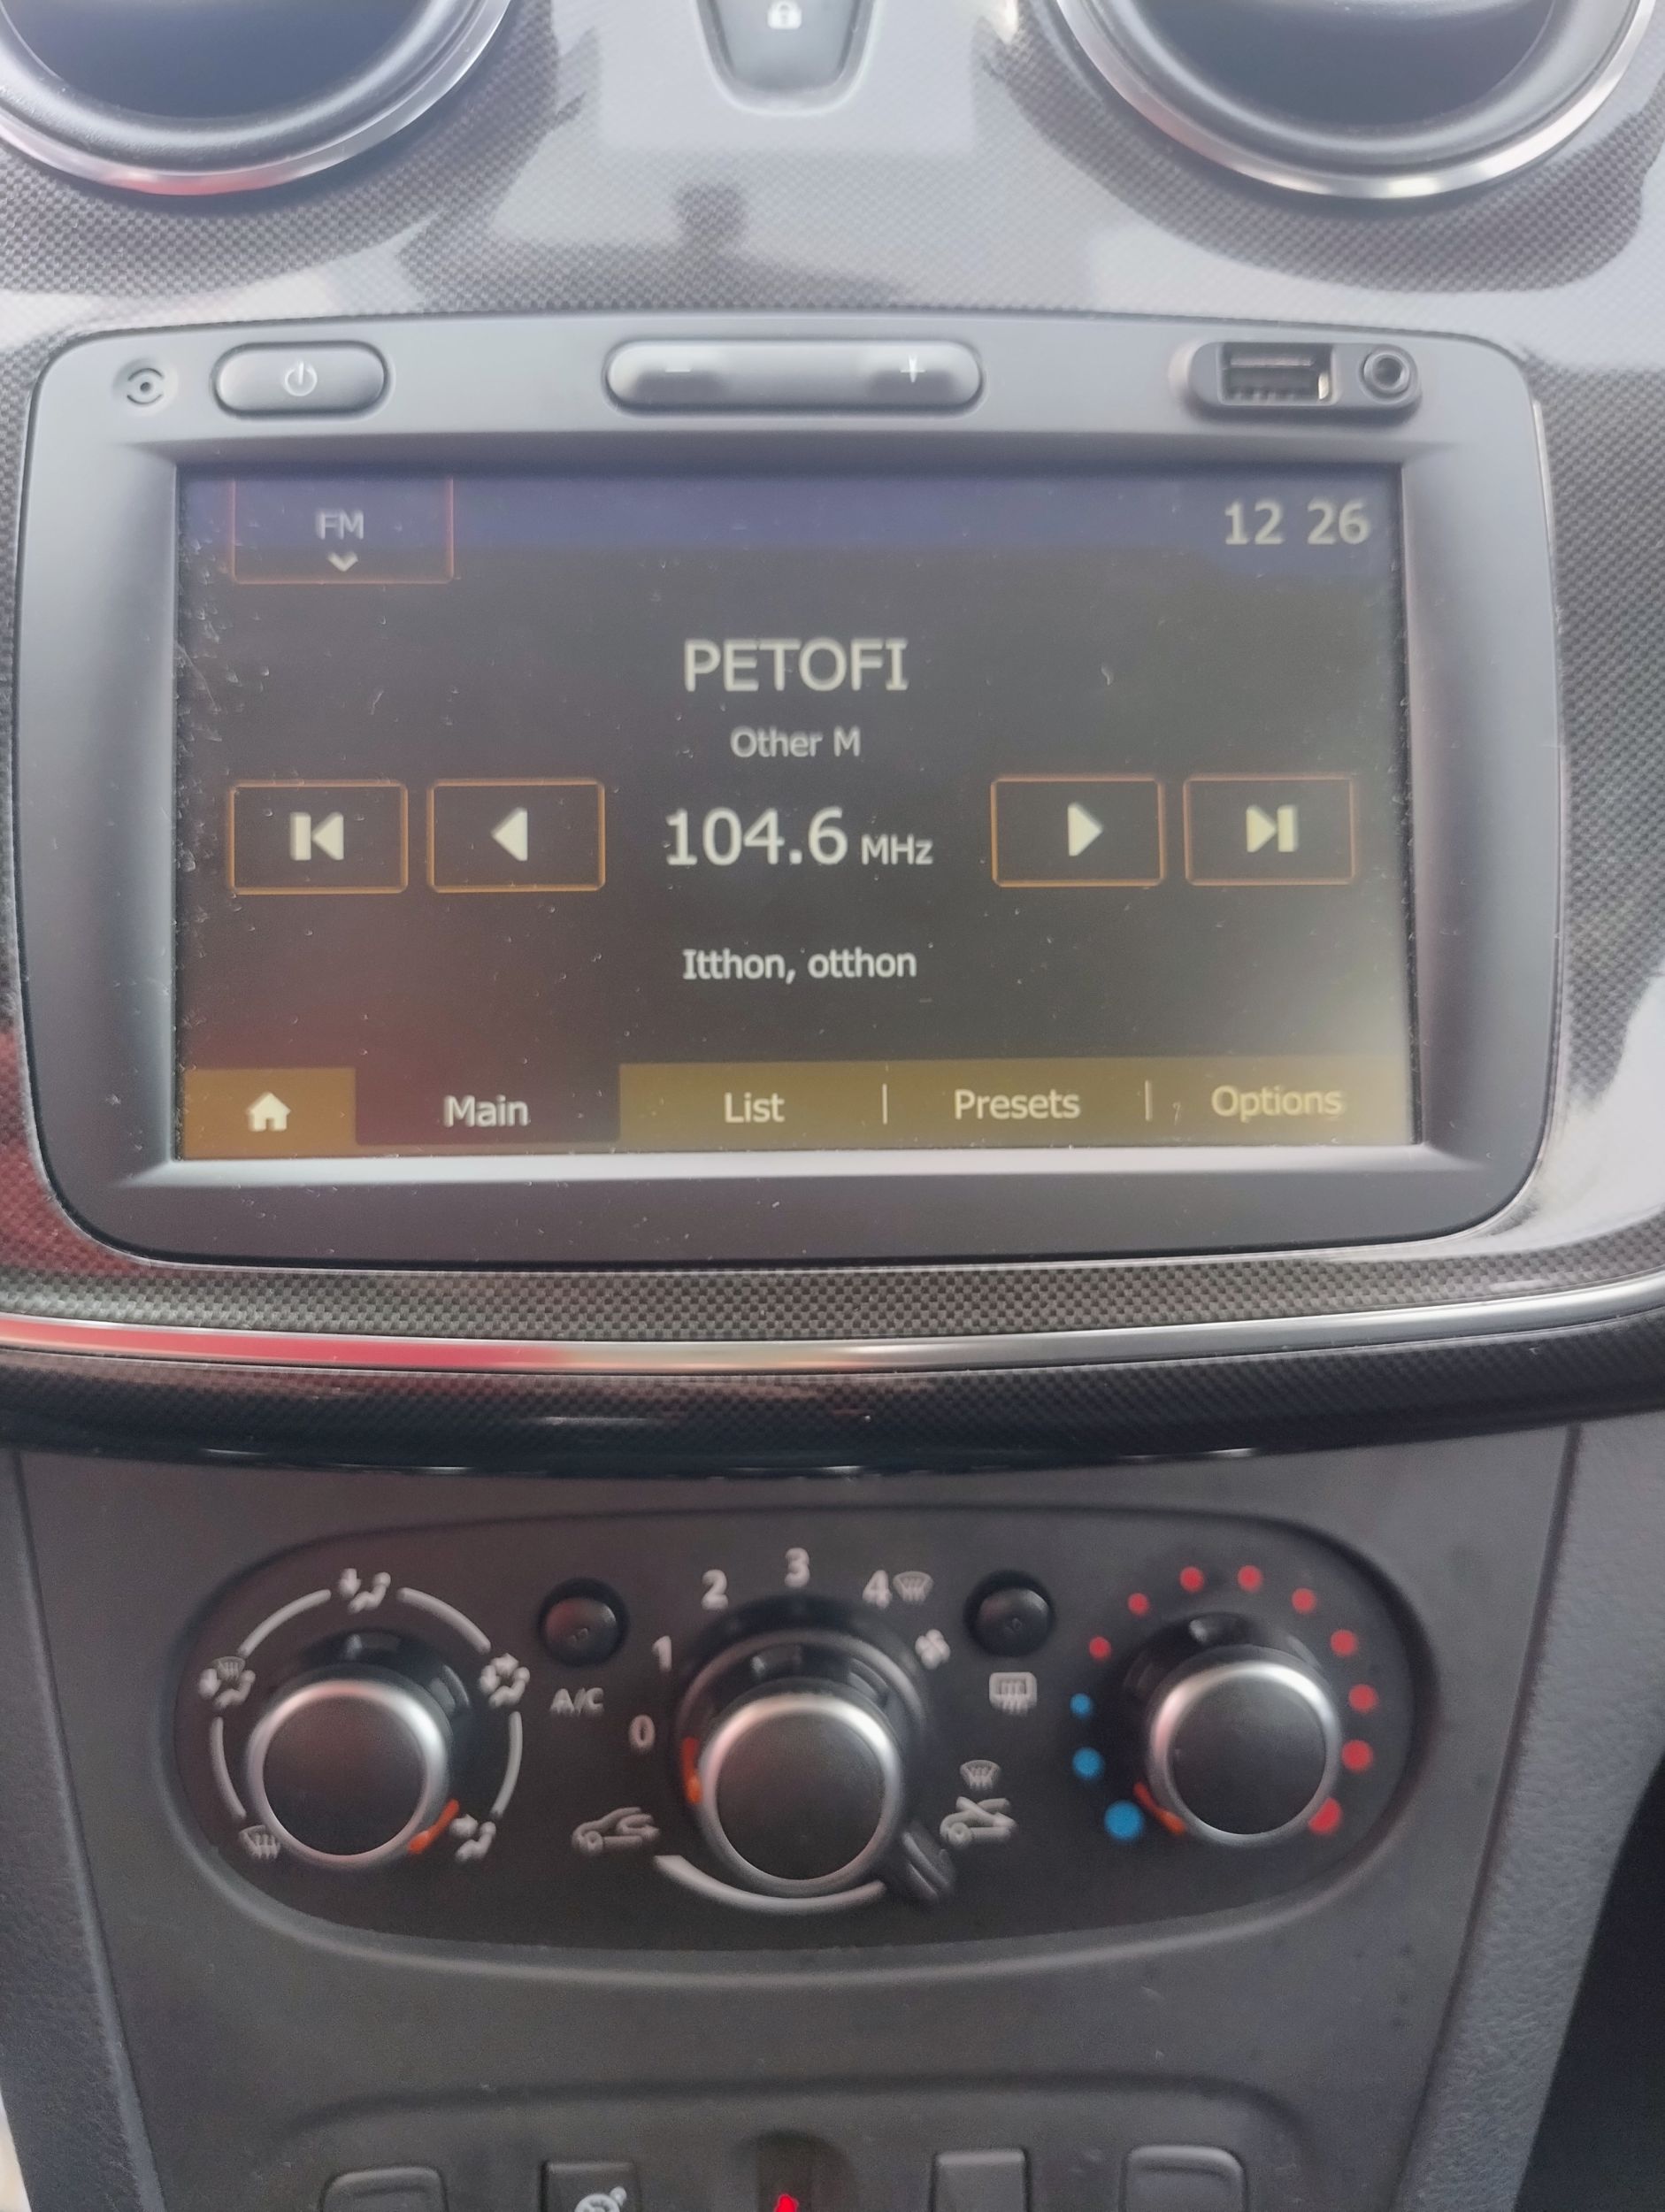 FM
12 26
PETOFI
Other M
104.6 MHz
Itthon, otthon
Main
List
Presets
Options
0
1
2
3
4
A/C